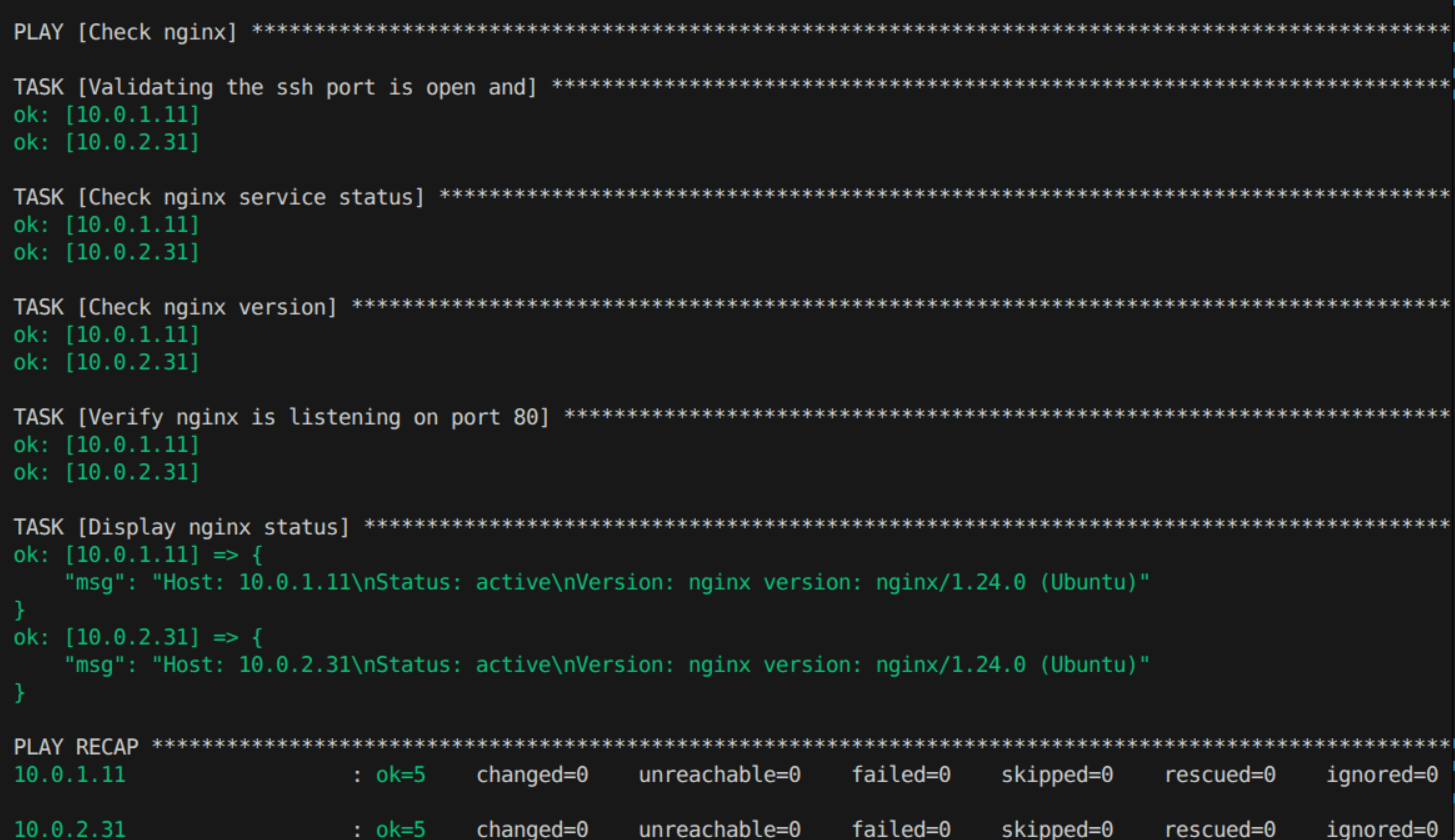 PLAY [Check nginx] ************************************************************************************************
TASK [Validating the ssh port is open and] ************************************************************************
ok: [10.0.1.11]
ok: [10.0.2.31]
TASK [Check nginx service status] *********************************************************************************
ok: [10.0.1.11]
ok: [10.0.2.31]
TASK [Check nginx version] ****************************************************************************************
ok: [10.0.1.11]
ok: [10.0.2.31]
TASK [Verify nginx is listening on port 80] ***********************************************************************
ok: [10.0.1.11]
ok: [10.0.2.31]
TASK [Display nginx status] ***************************************************************************************
ok: [10.0.1.11] => {
    "msg": "Host: 10.0.1.11\nStatus: active\nVersion: nginx version: nginx/1.24.0 (Ubuntu)"
}
ok: [10.0.2.31] => {
    "msg": "Host: 10.0.2.31\nStatus: active\nVersion: nginx version: nginx/1.24.0 (Ubuntu)"
}
PLAY RECAP ********************************************************************************************************
10.0.1.11                  : ok=5    changed=0    unreachable=0    failed=0    skipped=0    rescued=0    ignored=0
10.0.2.31                  : ok=5    changed=0    unreachable=0    failed=0    skipped=0    rescued=0    ignored=0